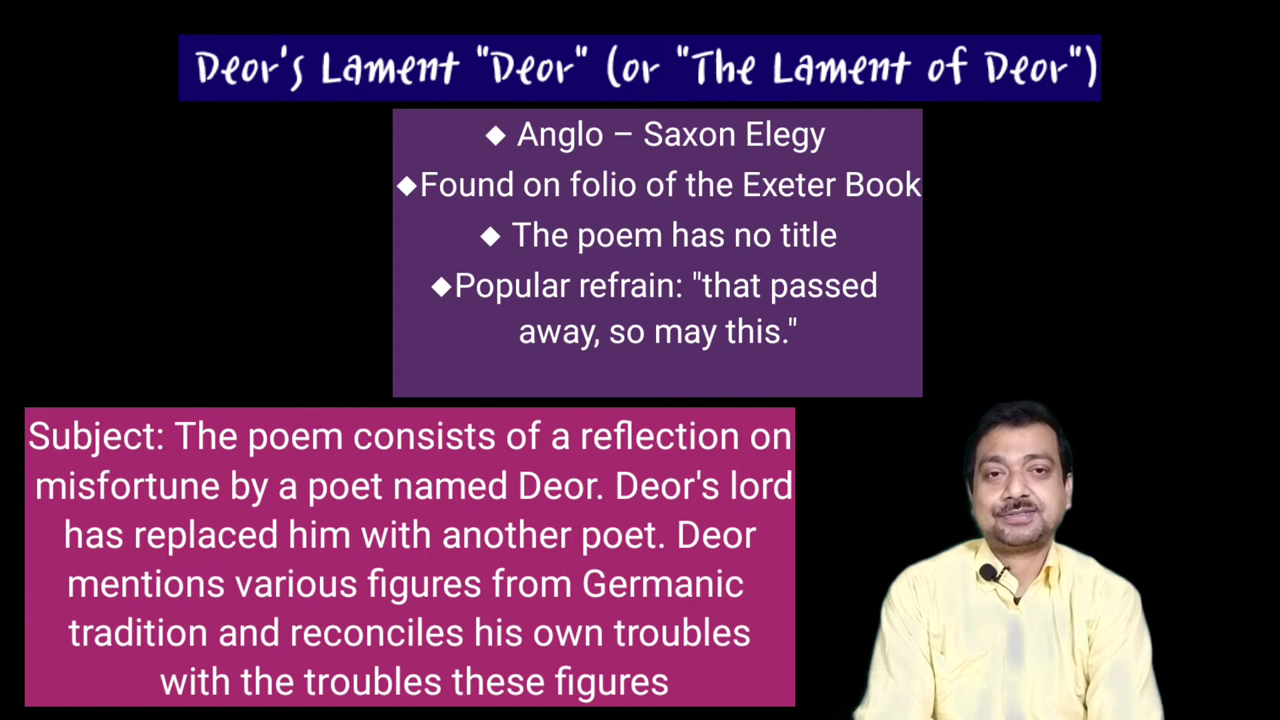 Deor's Lament "Deor" (or "The Lament of Deor")
◆ Anglo – Saxon Elegy
◆Found on folio of the Exeter Book
◆ The poem has no title
◆Popular refrain: "that passed
away, so may this."
Subject: The poem consists of a reflection on
misfortune by a poet named Deor. Deor's lord
has replaced him with another poet. Deor
mentions various figures from Germanic
tradition and reconciles his own troubles
with the troubles these figures